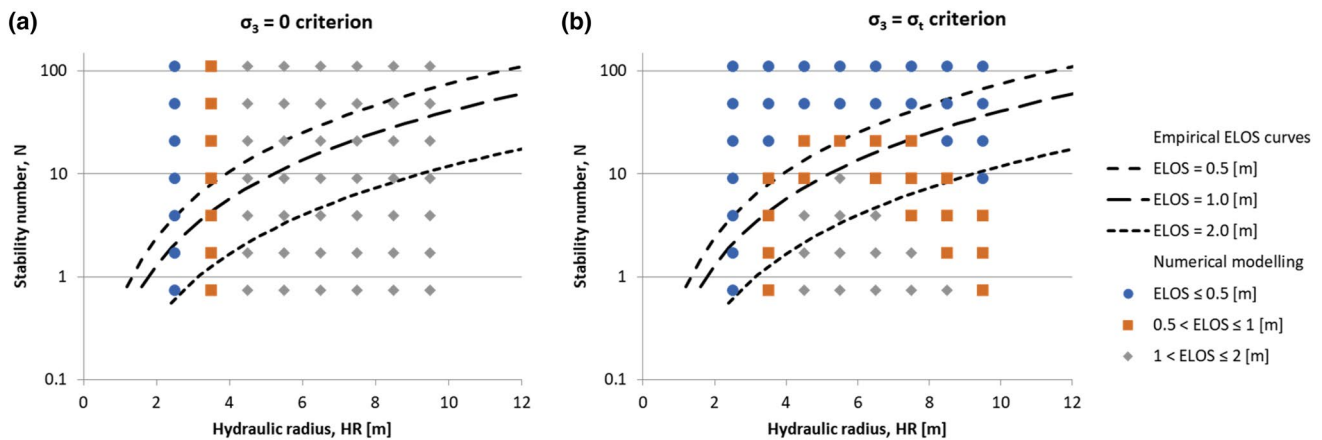 (a)
σ₃ = 0 criterion
Stability number, N
100
10
1
0.1
0 2 4 6 8 10 12
Hydraulic radius, HR [m]
(b)
σ₃ = σₜ criterion
Stability number, N
100
10
1
0.1
0 2 4 6 8 10 12
Hydraulic radius, HR [m]
Empirical ELOS curves
ELOS = 0.5 [m]
ELOS = 1.0 [m]
ELOS = 2.0 [m]
Numerical modelling
ELOS ≤ 0.5 [m]
0.5 < ELOS ≤ 1 [m]
1 < ELOS ≤ 2 [m]